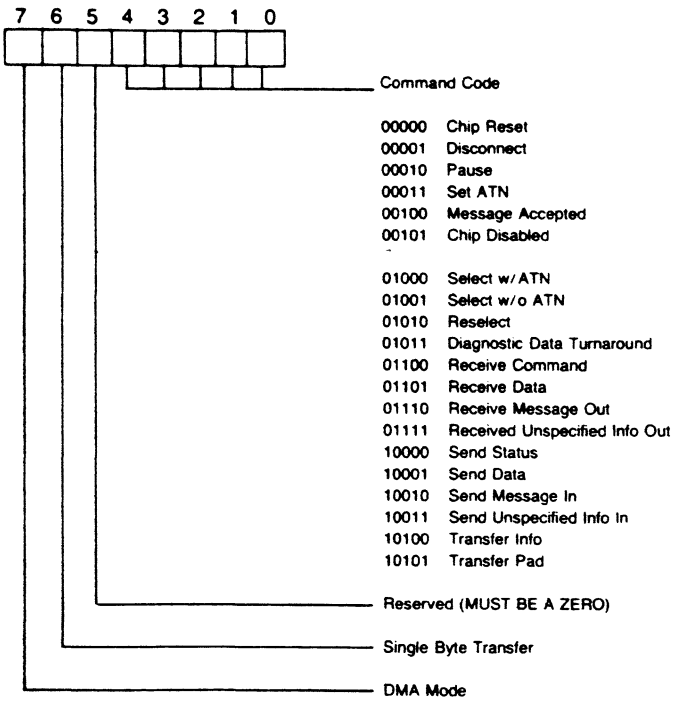 7 6 5 4 3 2 1 0
Command Code
00000 Chip Reset
00001 Disconnect
00010 Pause
00011 Set ATN
00100 Message Accepted
00101 Chip Disabled
01000 Select w/ATN
01001 Select w/o ATN
01010 Reselect
01011 Diagnostic Data Turnaround
01100 Receive Command
01101 Receive Data
01110 Receive Message Out
01111 Received Unspecified Info Out
10000 Send Status
10001 Send Data
10010 Send Message In
10011 Send Unspecified Info In
10100 Transfer Info
10101 Transfer Pad
Reserved (MUST BE A ZERO)
Single Byte Transfer
DMA Mode